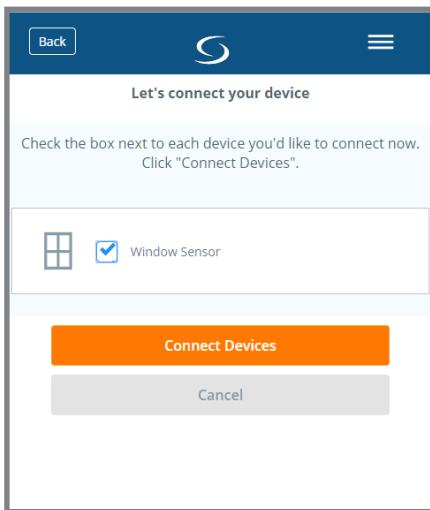 Back
Let's connect your device
Check the box next to each device you'd like to connect now.
Click "Connect Devices".
Window Sensor
Connect Devices
Cancel